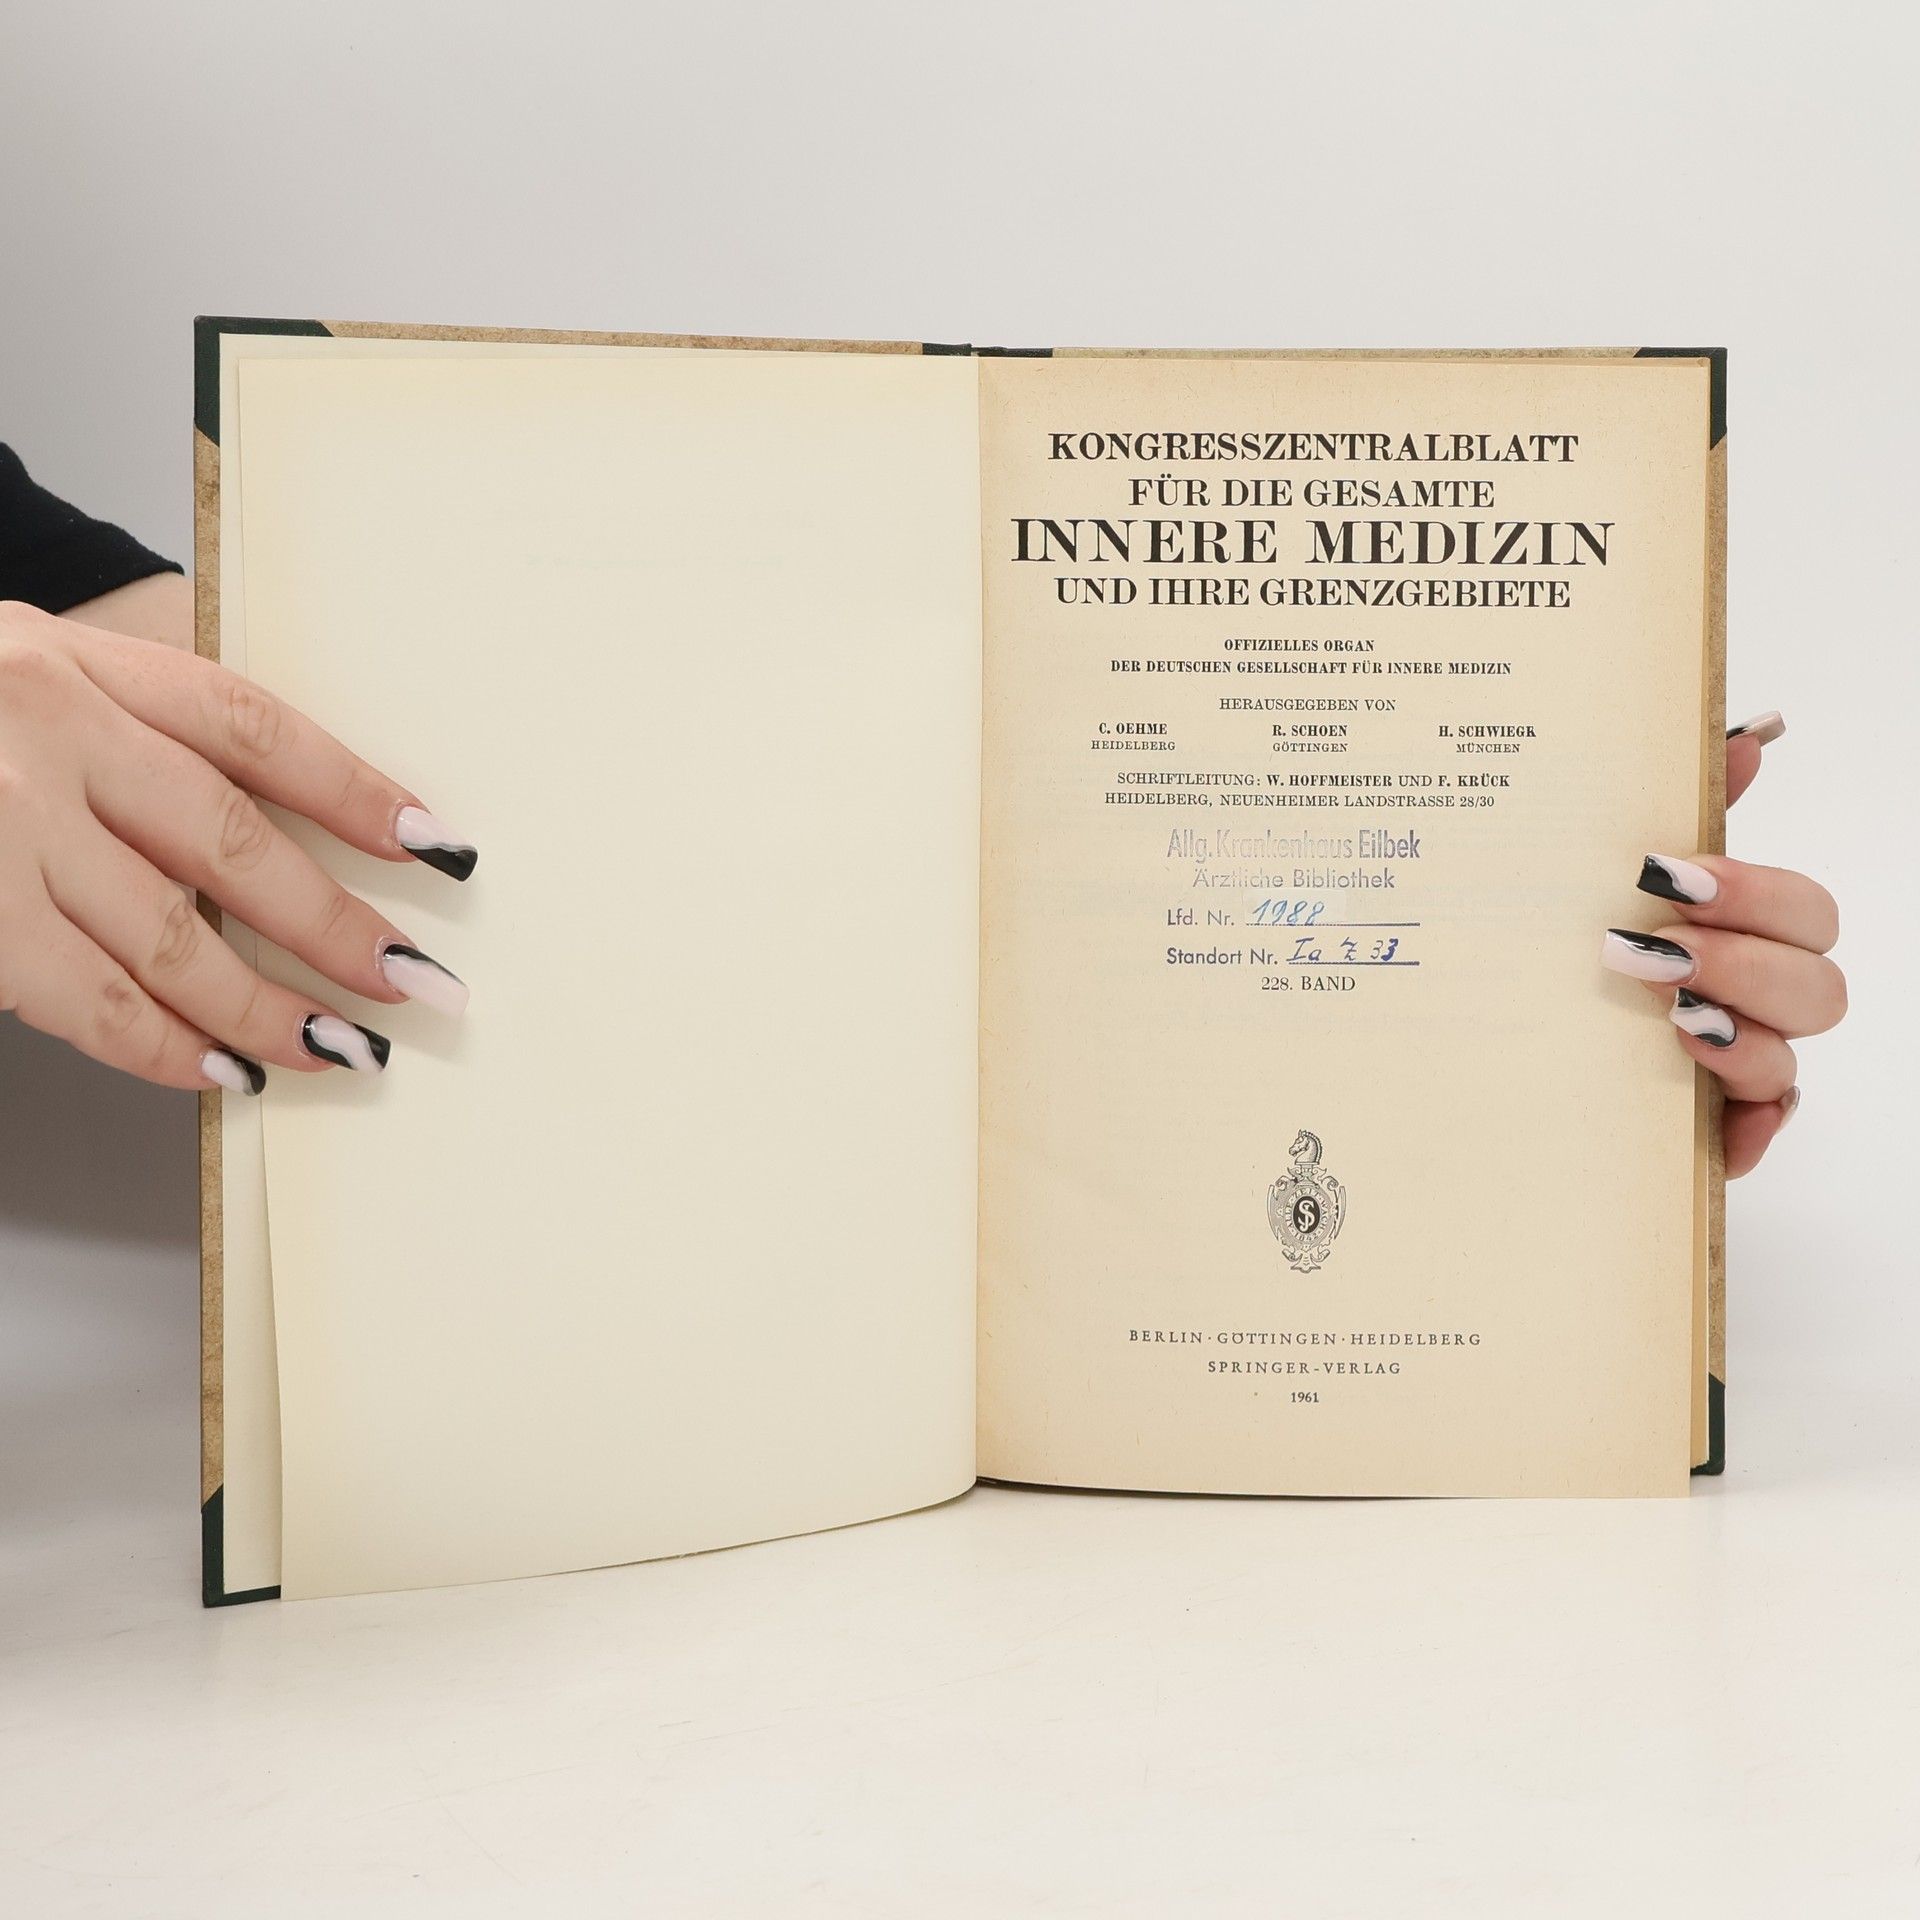 KONGRESSZENTRALBLATT
FÜR DIE GESAMTE
INNERE MEDIZIN
UND IHRE GRENZGEBIETE
OFFIZIELLES ORGAN
DER DEUTSCHEN GESELLSCHAFT FÜR INNERE MEDIZIN
HERAUSGEGEBEN VON
C. OEHME R. SCHOEN H. SCHWIEGK
HEIDELBERG GÖTTINGEN MÜNCHEN
SCHRIFTLEITUNG: W. HOFFMEISTER UND F. KRÜCK
HEIDELBERG, NEUENHEIMER LANDSTRASSE 28/30
Allg. Krankenhaus Eilbek
Ärztliche Bibliothek
Lfd. Nr. 1988
Standort Nr. Ia Z 33
228. BAND
BERLIN · GÖTTINGEN · HEIDELBERG
SPRINGER-VERLAG
1961